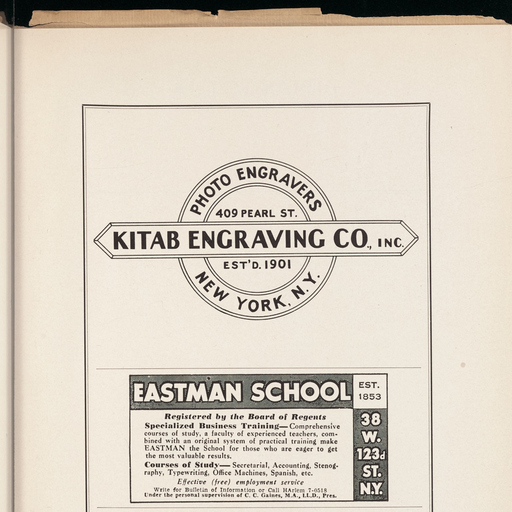 PHOTO ENGRAVERS
409 PEARL ST.
KITAB ENGRAVING CO., INC.
EST'D. 1901
NEW YORK, N.Y.
EASTMAN SCHOOL
EST.
1853
Registered by the Board of Regents
Specialized Business Training—Comprehensive
courses of study, a faculty of experienced teachers, com-
bined with an original system of practical training make
EASTMAN the School for those who are eager to get
the most valuable results.
Courses of Study—Secretarial, Accounting, Stenog-
raphy, Typewriting, Office Machines, Spanish, etc.
Effective (free) employment service
Write for Bulletin of Information or Call HArlem 7-0518
Under the personal supervision of C. C. Gaines, M.A., LL.D., Pres.
38
W.
123d
ST.
N.Y.